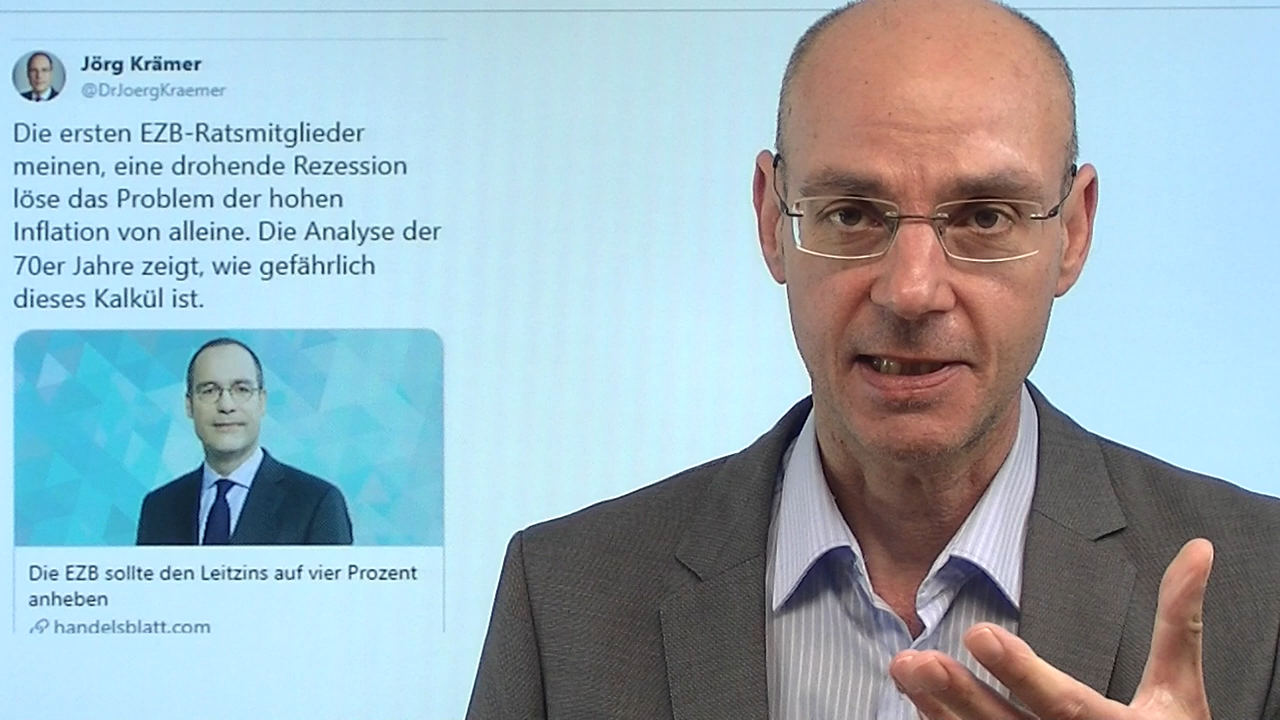 Jörg Krämer
@DrJoergKraemer
Die ersten EZB-Ratsmitglieder
meinen, eine drohende Rezession
löse das Problem der hohen
Inflation von alleine. Die Analyse der
70er Jahre zeigt, wie gefährlich
dieses Kalkül ist.
Die EZB sollte den Leitzins auf vier Prozent
anheben
handelsblatt.com